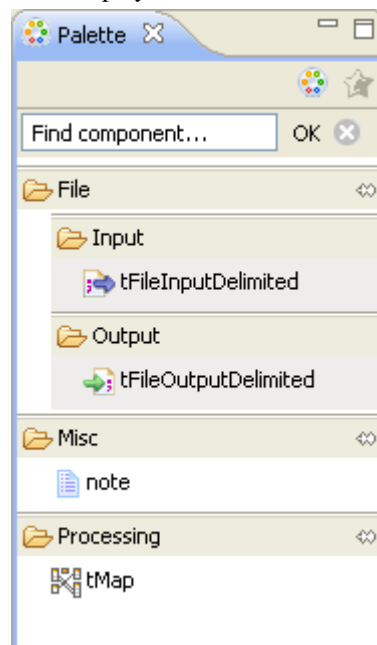 Palette
Find component... OK
File
Input
tFileInputDelimited
Output
tFileOutputDelimited
Misc
note
Processing
tMap